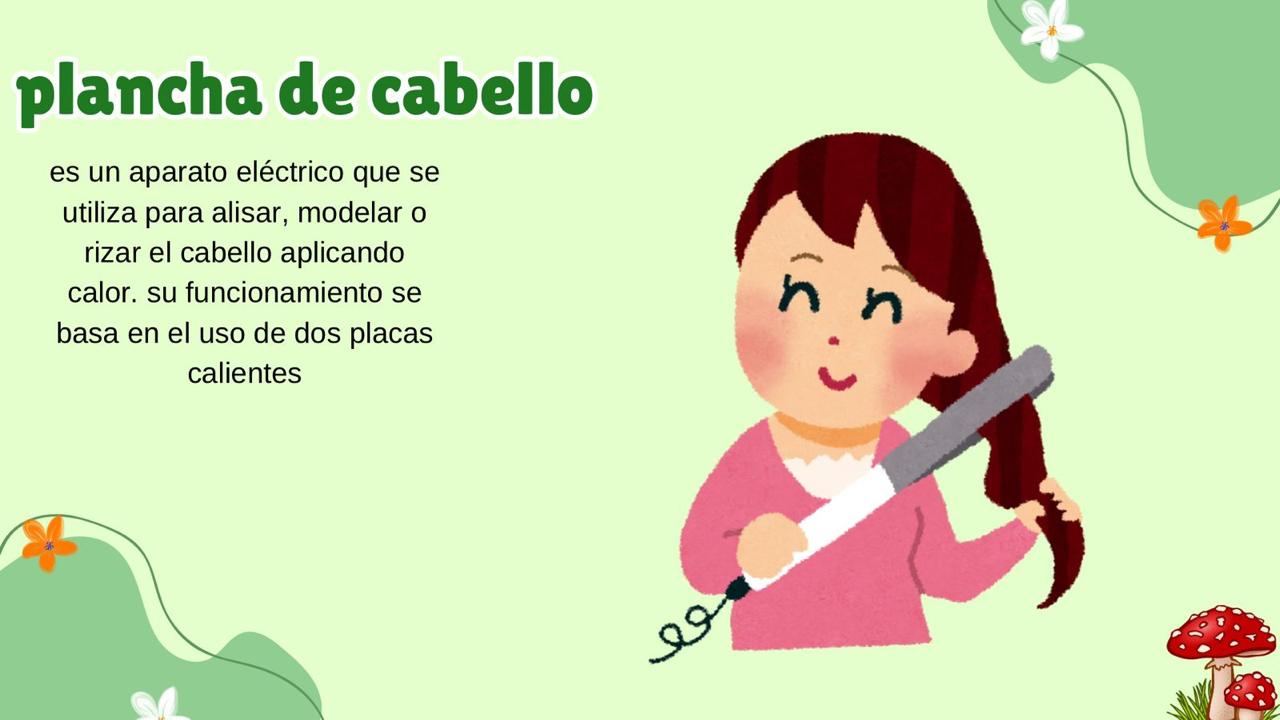 plancha de cabello
es un aparato eléctrico que se
utiliza para alisar, modelar o
rizar el cabello aplicando
calor. su funcionamiento se
basa en el uso de dos placas
calientes